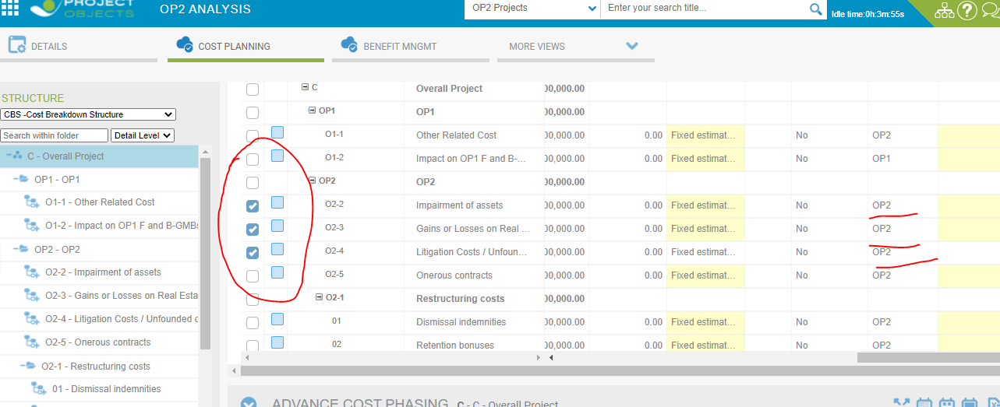 PROJECT
OBJECTS
OP2 ANALYSIS
OP2 Projects
Enter your search title...
Idle time:0h:3m:55s
?
DETAILS
COST PLANNING
BENEFIT MNGMT
MORE VIEWS
STRUCTURE
CBS -Cost Breakdown Structure
Search within folder Detail Level
C - Overall Project
OP1 - OP1
O1-1 - Other Related Cost
O1-2 - Impact on OP1 F and B-GMBs
OP2 - OP2
O2-2 - Impairment of assets
O2-3 - Gains or Losses on Real Esta
O2-4 - Litigation Costs / Unfounded c
O2-5 - Onerous contracts
O2-1 - Restructuring costs
01 - Dismissal indemnities
C Overall Project 00,000.00
OP1 OP1 00,000.00
O1-1 Other Related Cost 00,000.00 0.00 Fixed estimat... No OP2
O1-2 Impact on OP1 F and B-... 00,000.00 0.00 Fixed estimat... No OP1
OP2 OP2 00,000.00
O2-2 Impairment of assets 00,000.00 0.00 Fixed estimat... No OP2
O2-3 Gains or Losses on Real ... 00,000.00 0.00 Fixed estimat... No OP2
O2-4 Litigation Costs / Unfoun... 00,000.00 0.00 Fixed estimat... No OP2
O2-5 Onerous contracts 00,000.00 0.00 Fixed estimat... No OP2
O2-1 Restructuring costs 00,000.00
01 Dismissal indemnities 00,000.00 0.00 Fixed estimat... No OP2
02 Retention bonuses 00,000.00 0.00 Fixed estimat... No OP2
ADVANCE COST PHASING C - C - Overall Project